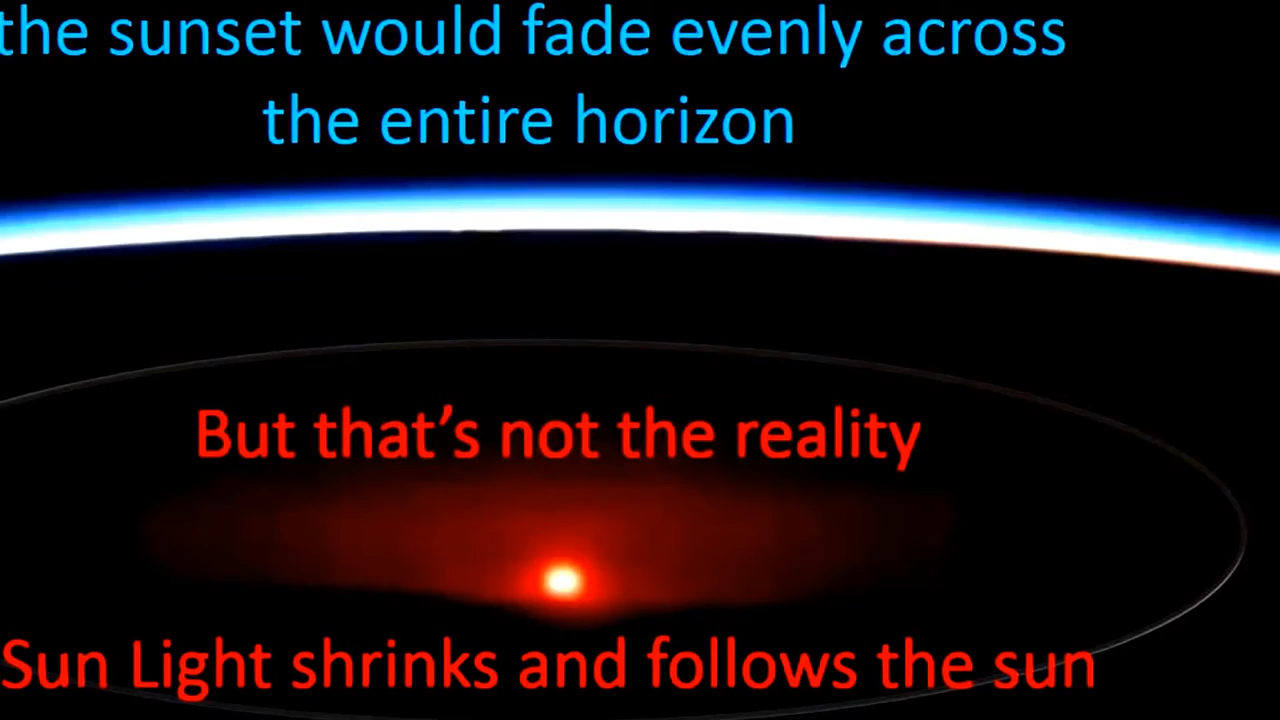 the sunset would fade evenly across
the entire horizon
But that’s not the reality
Sun Light shrinks and follows the sun